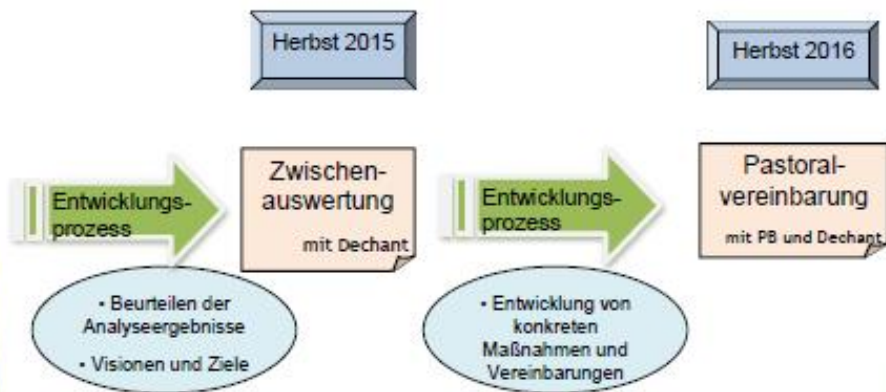 Herbst 2015
Herbst 2016
Entwicklungs-
prozess
Zwischen-
auswertung
mit Dechant
Entwicklungs-
prozess
Pastoral-
vereinbarung
mit PB und Dechant
• Beurteilen der
Analyseergebnisse
• Visionen und Ziele
• Entwicklung von
konkreten
Maßnahmen und
Vereinbarungen